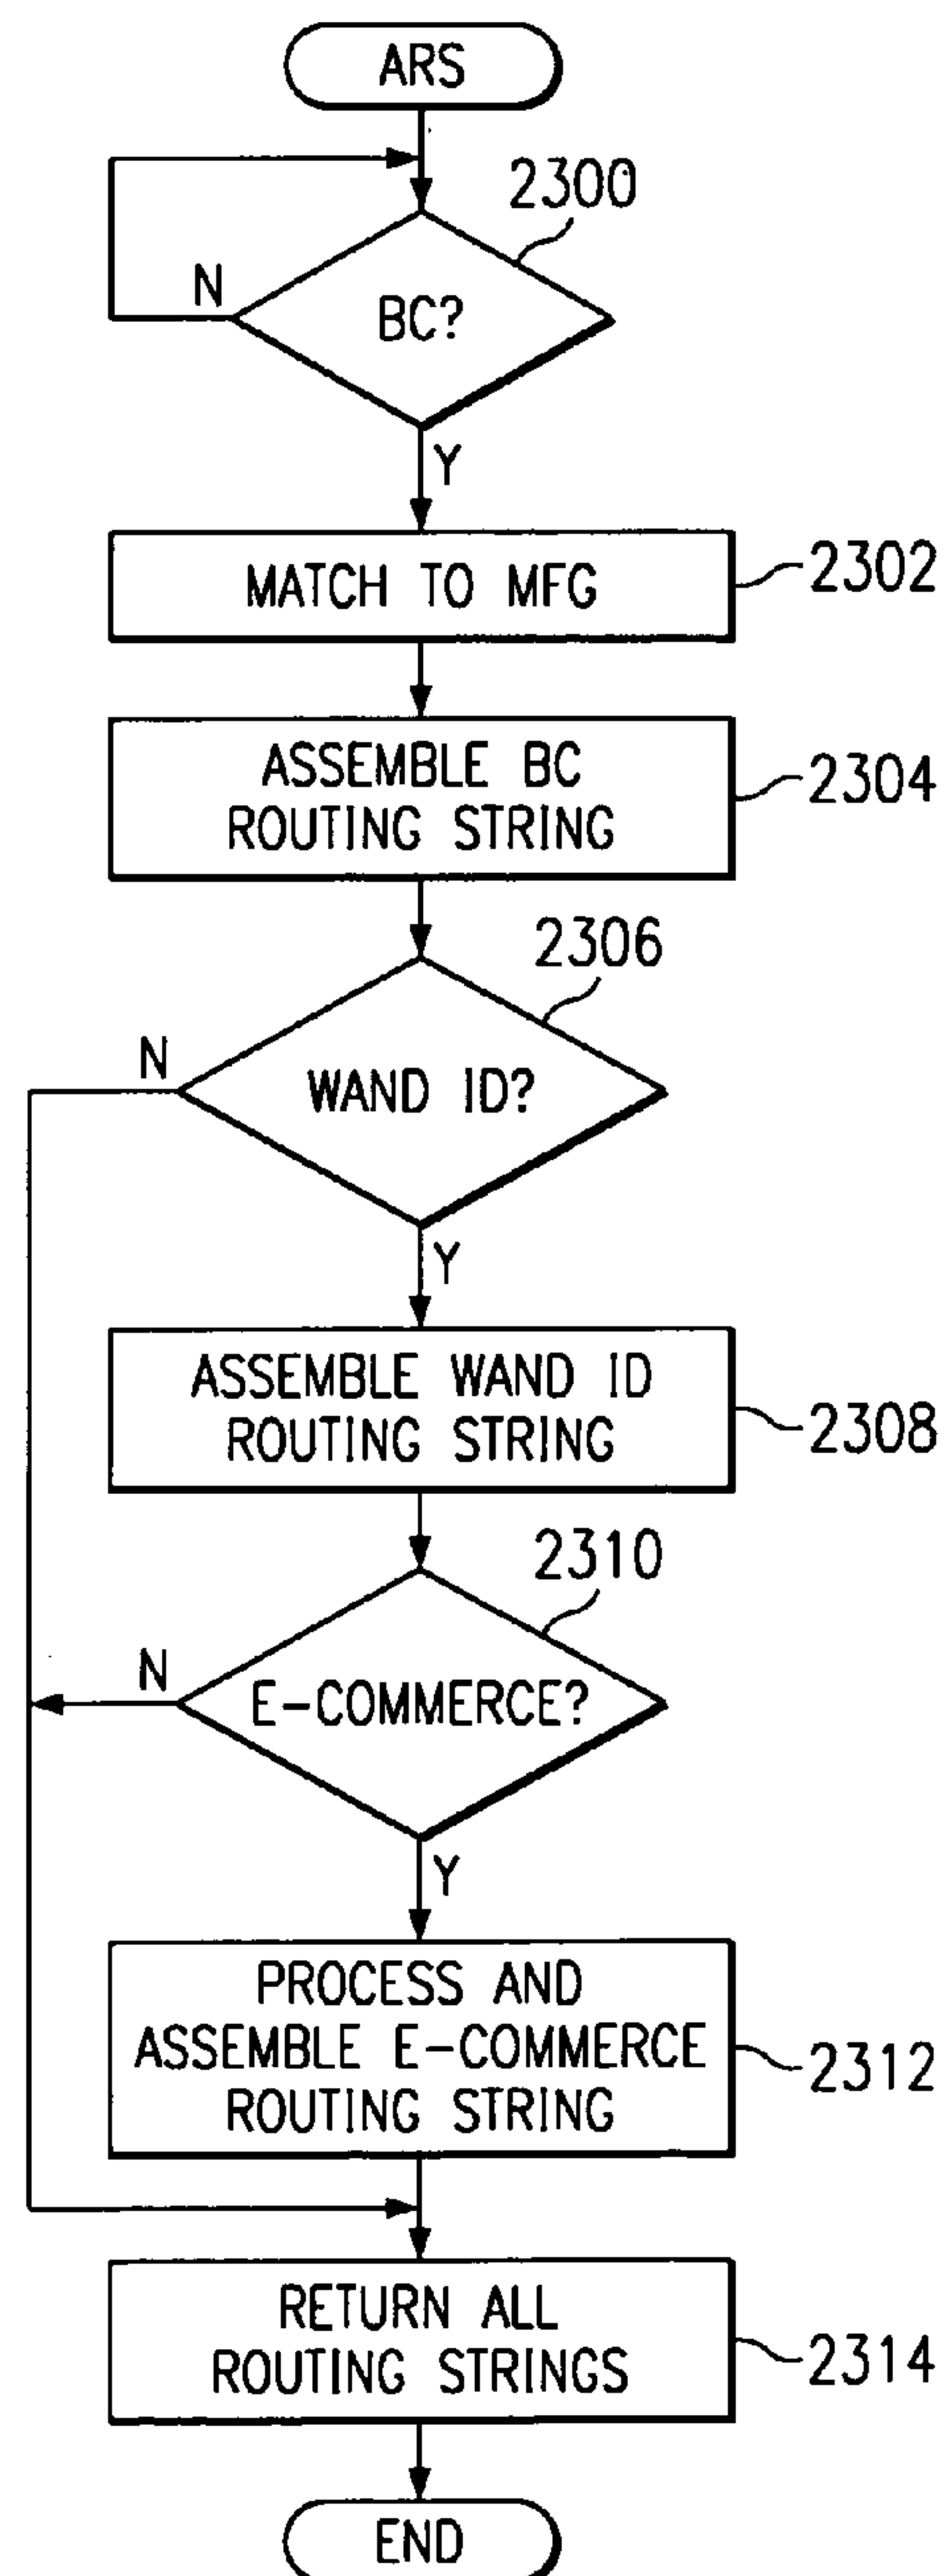 ARS
2300
N
BC?
Y
MATCH TO MFG
2302
ASSEMBLE BC
ROUTING STRING
2304
2306
N
WAND ID?
Y
ASSEMBLE WAND ID
ROUTING STRING
2308
2310
N
E-COMMERCE?
Y
PROCESS AND
ASSEMBLE E-COMMERCE
ROUTING STRING
2312
RETURN ALL
ROUTING STRINGS
2314
END